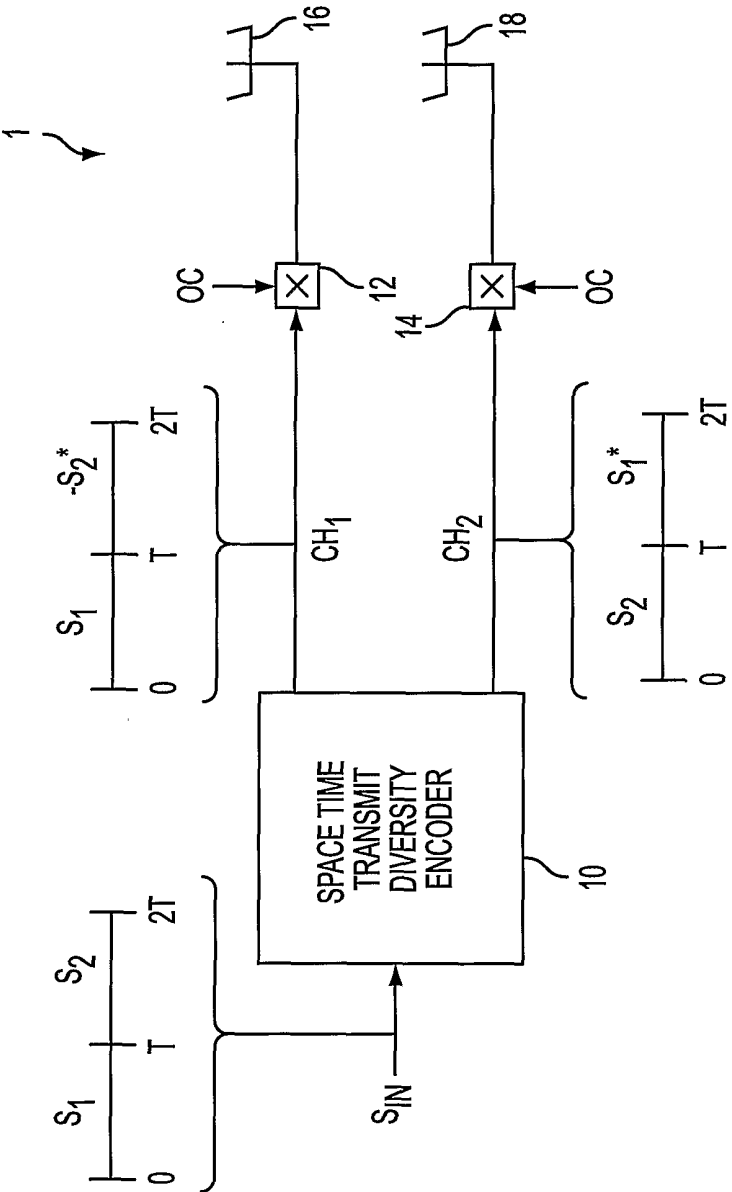 1
S1 S2
0 T 2T
SIN
SPACE TIME
TRANSMIT
DIVERSITY
ENCODER
10
S1 -S2*
0 T 2T
CH1
OC
12
16
CH2
14
OC
18
S2 S1*
0 T 2T